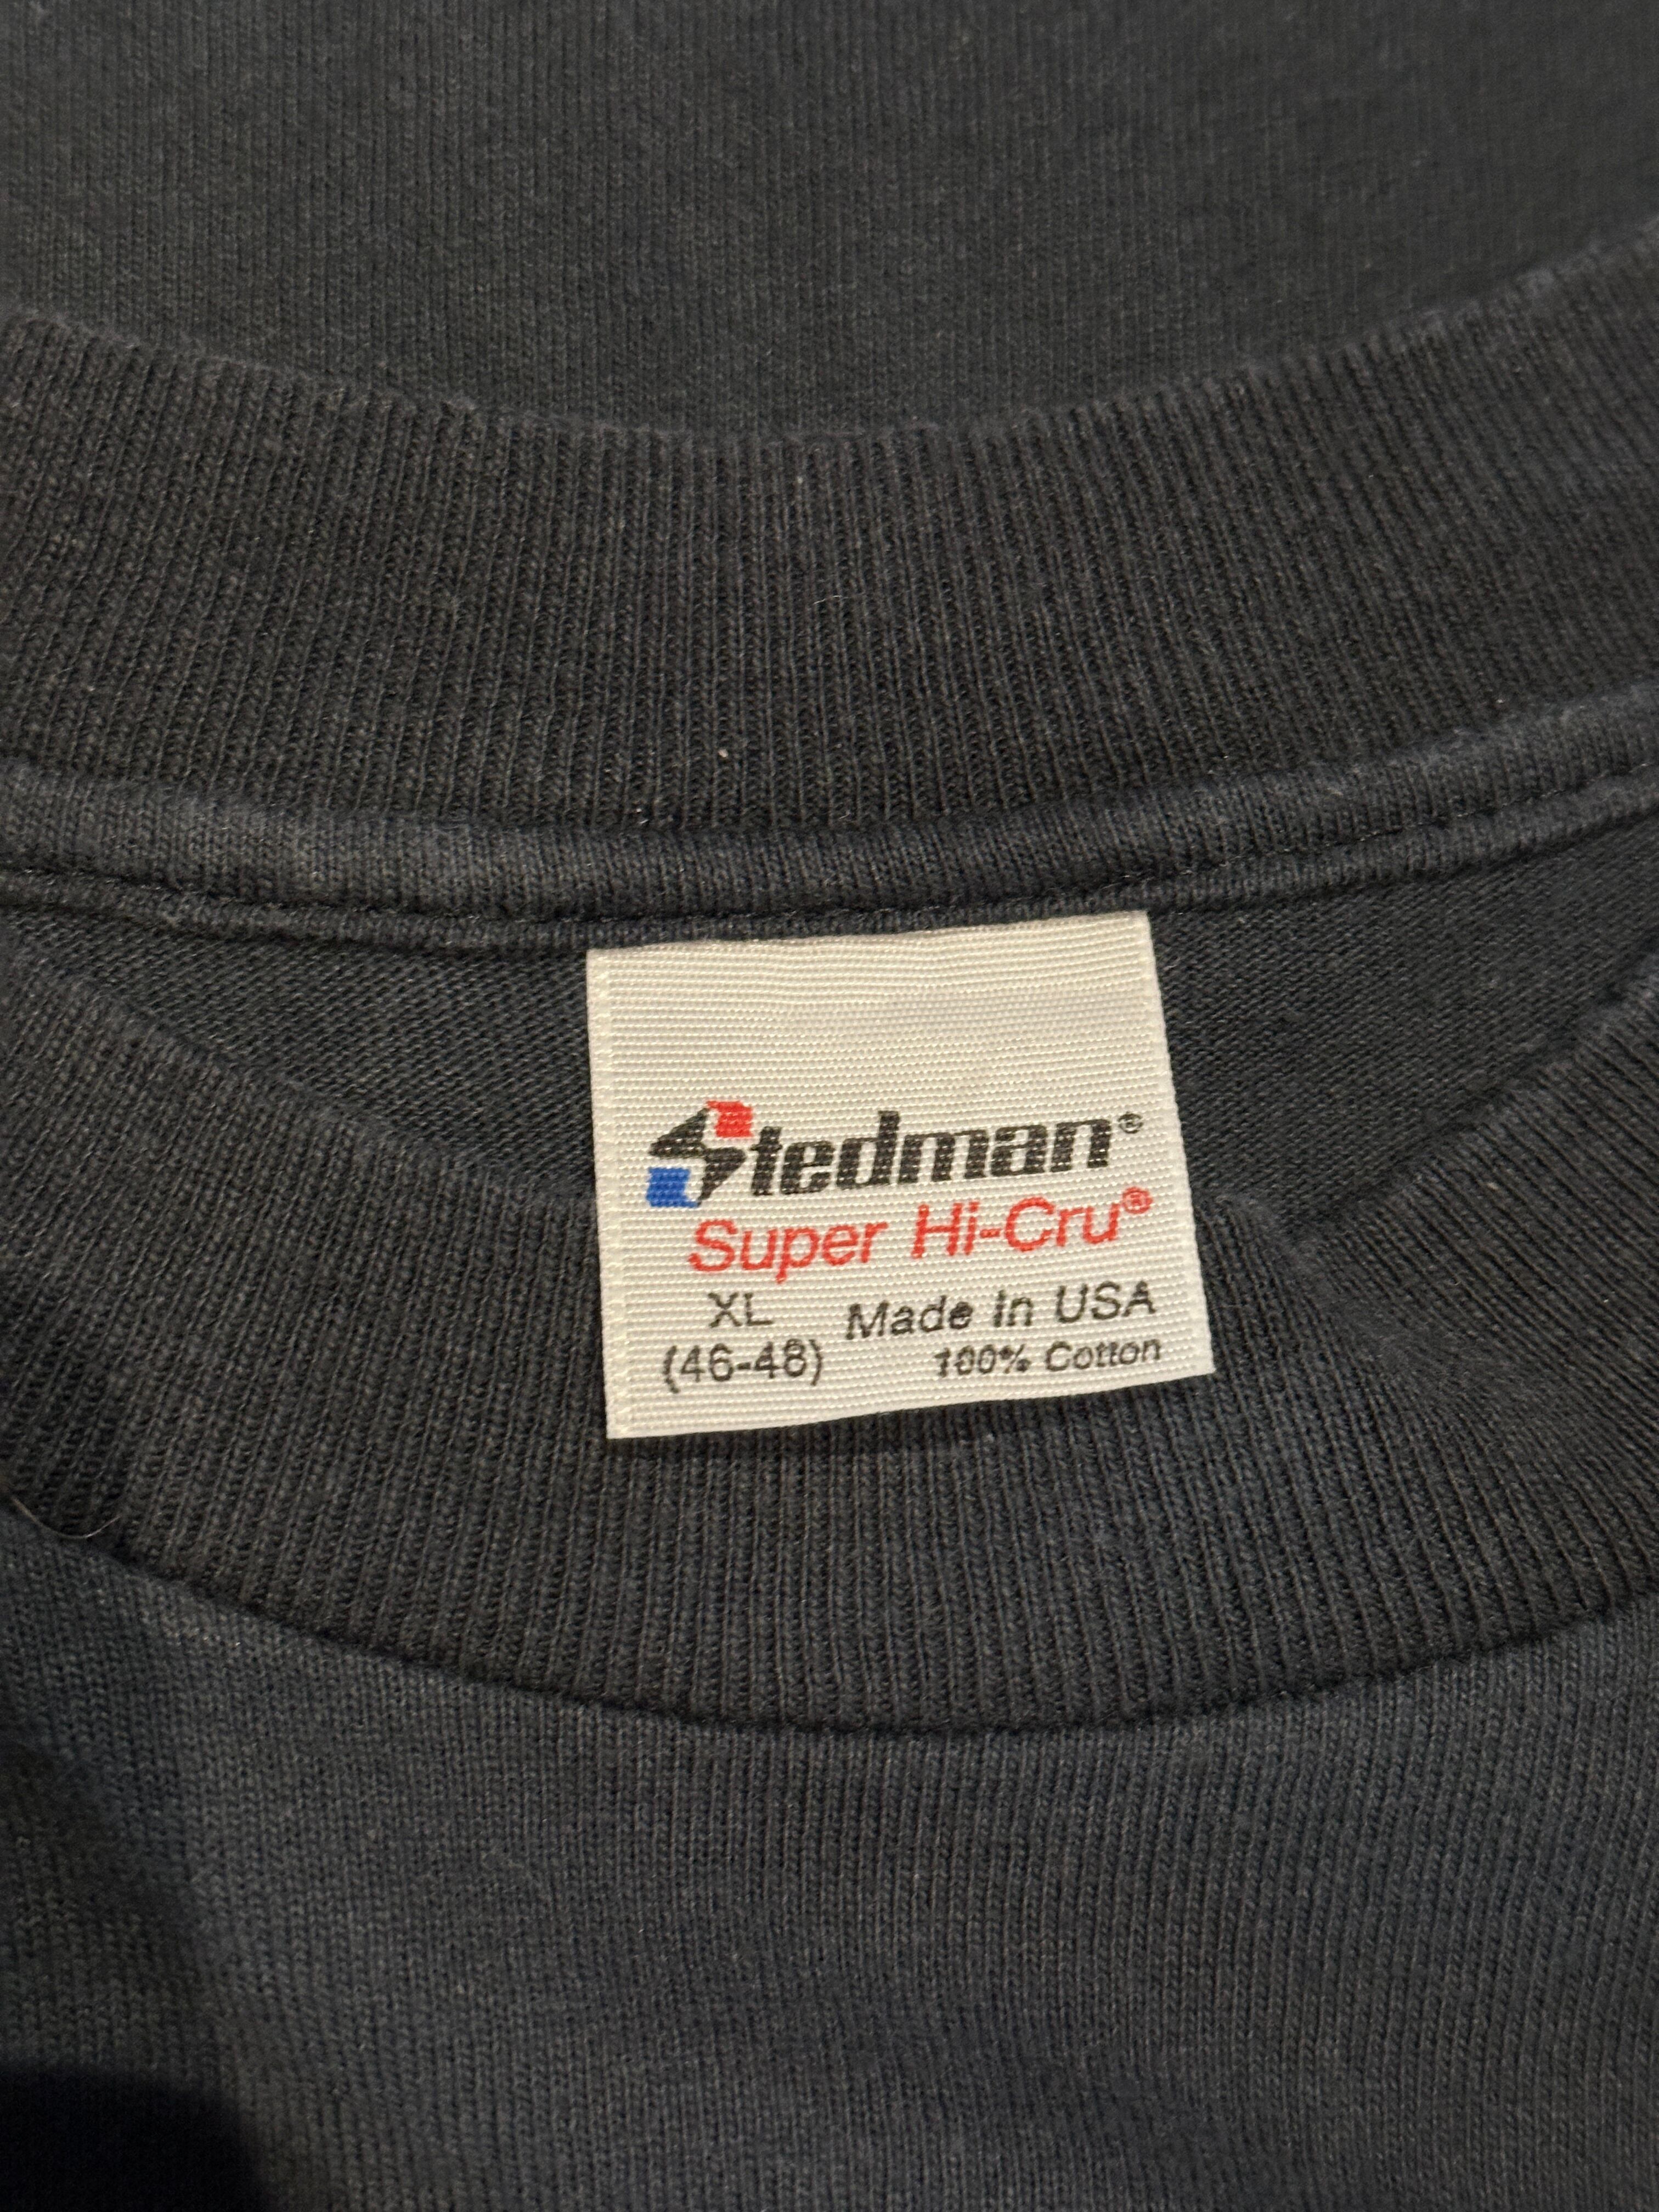 Stedman®
Super Hi-Cru®
XL Made In USA
(46-48) 100% Cotton